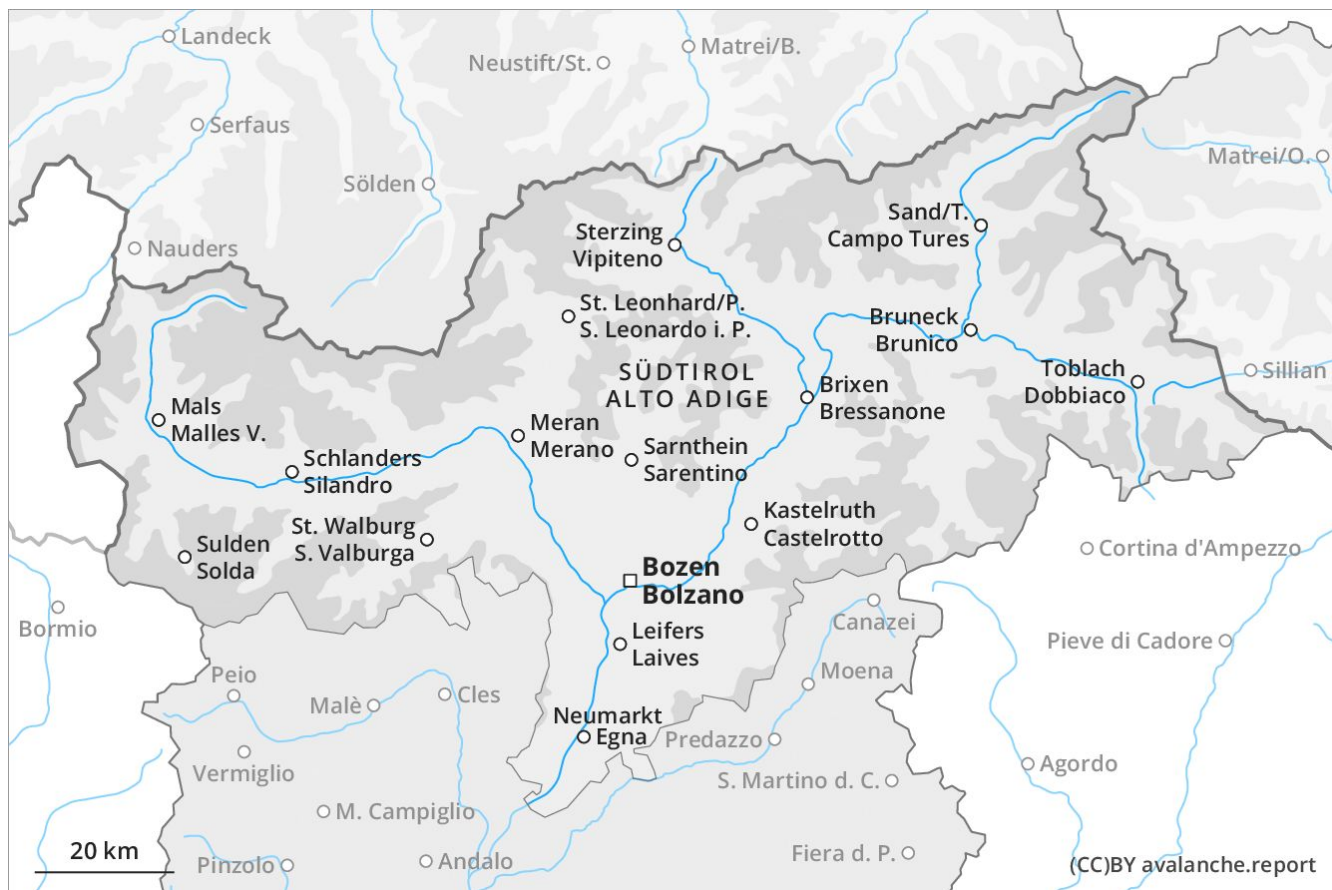 Landeck
Neustift/St.
Matrei/B.
Serfaus
Matrei/O.
Sölden
Nauders
Sterzing
Vipiteno
Sand/T.
Campo Tures
St. Leonhard/P.
S. Leonardo i. P.
Bruneck
Brunico
SÜDTIROL
ALTO ADIGE
Toblach
Dobbiaco
Sillian
Brixen
Bressanone
Mals
Malles V.
Meran
Merano
Schlanders
Silandro
Sarnthein
Sarentino
Kastelruth
Castelrotto
St. Walburg
S. Valburga
Sulden
Solda
Cortina d'Ampezzo
Bozen
Bolzano
Bormio
Canazei
Leifers
Laives
Pieve di Cadore
Peio
Moena
Malè
Cles
Neumarkt
Egna
Predazzo
Vermiglio
Agordo
S. Martino d. C.
M. Campiglio
20 km
Pinzolo
Andalo
Fiera d. P.
(CC)BY avalanche.report